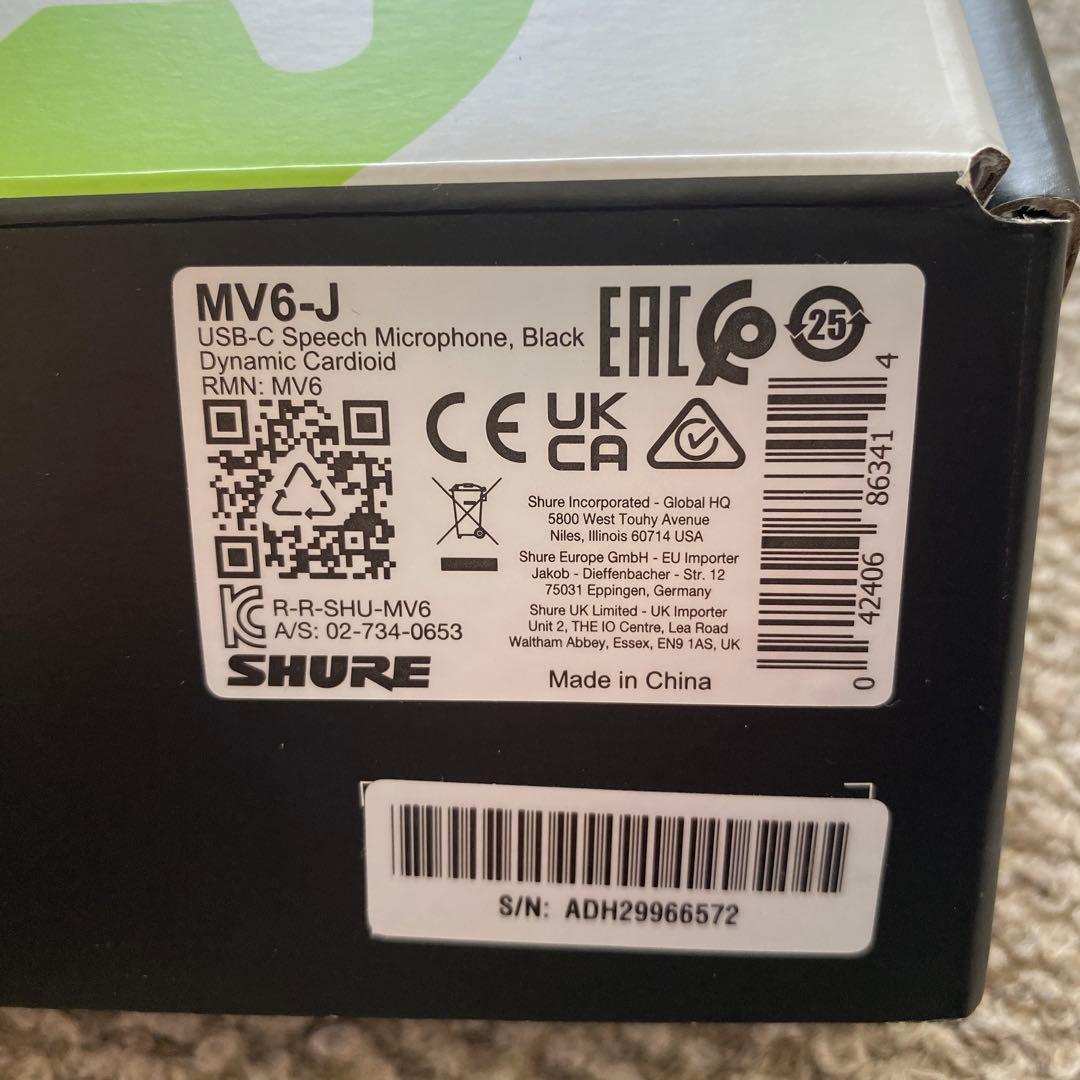 MV6-J
USB-C Speech Microphone, Black
Dynamic Cardioid
RMN: MV6
EAC
25
CE
UK
CA
Shure Incorporated - Global HQ
5800 West Touhy Avenue
Niles, Illinois 60714 USA
Shure Europe GmbH - EU Importer
Jakob - Dieffenbacher - Str. 12
75031 Eppingen, Germany
Shure UK Limited - UK Importer
Unit 2, THE IO Centre, Lea Road
Waltham Abbey, Essex, EN9 1AS, UK
Made in China
R-R-SHU-MV6
A/S: 02-734-0653
SHURE
0 42406 86341 4
S/N: ADH29966572